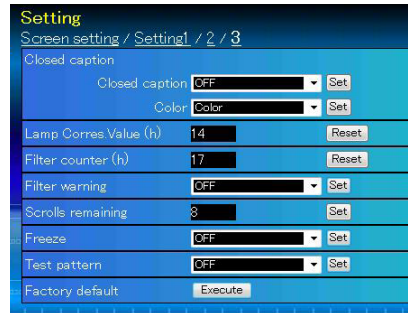 Setting
Screen setting / Setting1 / 2 / 3
Closed caption
Closed caption OFF Set
Color Color Set
Lamp Corres.Value (h) 14 Reset
Filter counter (h) 17 Reset
Filter warning OFF Set
Scrolls remaining 8 Set
Freeze OFF Set
Test pattern OFF Set
Factory default Execute